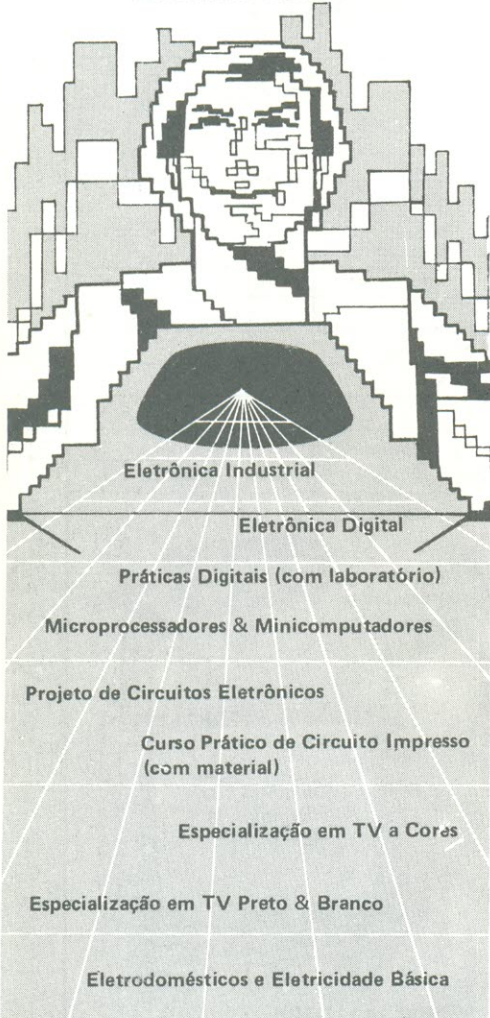 Eletrônica Industrial
Eletrônica Digital
Práticas Digitais (com laboratório)
Microprocessadores & Minicomputadores
Projeto de Circuitos Eletrônicos
Curso Prático de Circuito Impresso
(com material)
Especialização em TV a Cores
Especialização em TV Preto & Branco
Eletrodomésticos e Eletricidade Básica